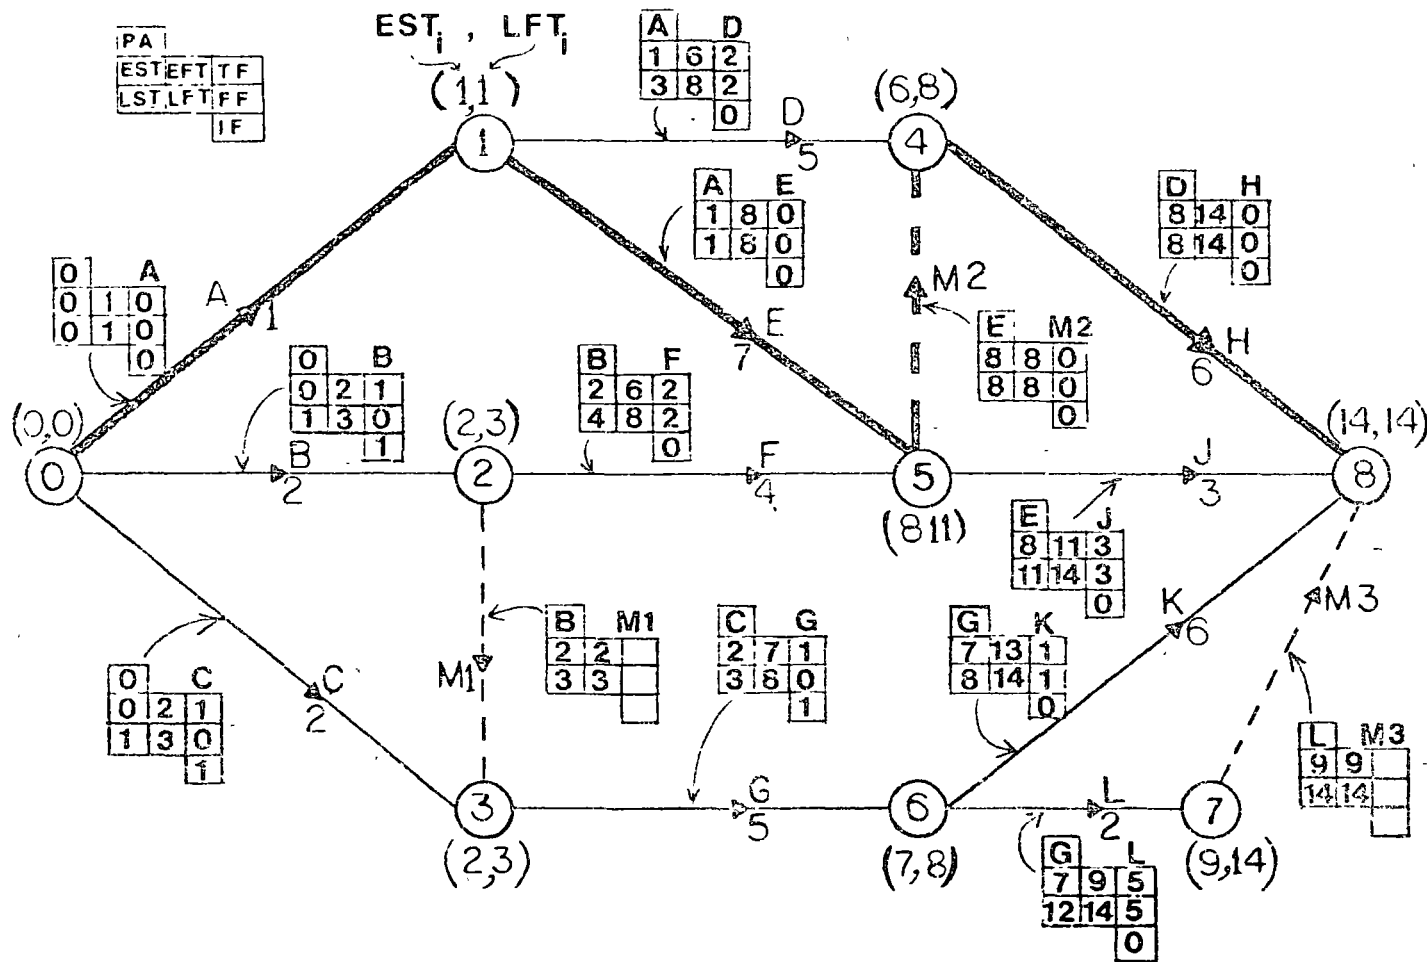 EST i , LFT i
PA
EST EFT TF
LST LFT FF
IF
(1,1)
1
A D
1 6 2
3 8 2
0
D
5
(6,8)
4
A E
1 8 0
1 8 0
0
E
7
D H
8 14 0
8 14 0
0
H
6
0 A
0 1 0
0 1 0
0
A
1
M2
E M2
8 8 0
8 8 0
0
(0,0)
0
0 B
0 2 1
1 3 0
1
B
2
(2,3)
2
B F
2 6 2
4 8 2
0
F
4
5
(8 11)
J
3
(14,14)
8
E J
8 11 3
11 14 3
0
0 C
0 2 1
1 3 0
1
C
2
M1
B M1
2 2
3 3
C G
2 7 1
3 8 0
1
G K
7 13 1
8 14 1
0
K
6
M3
L M3
9 9
14 14
3
(2,3)
G
5
6
(7,8)
L
2
7
(9,14)
G L
7 9 5
12 14 5
0